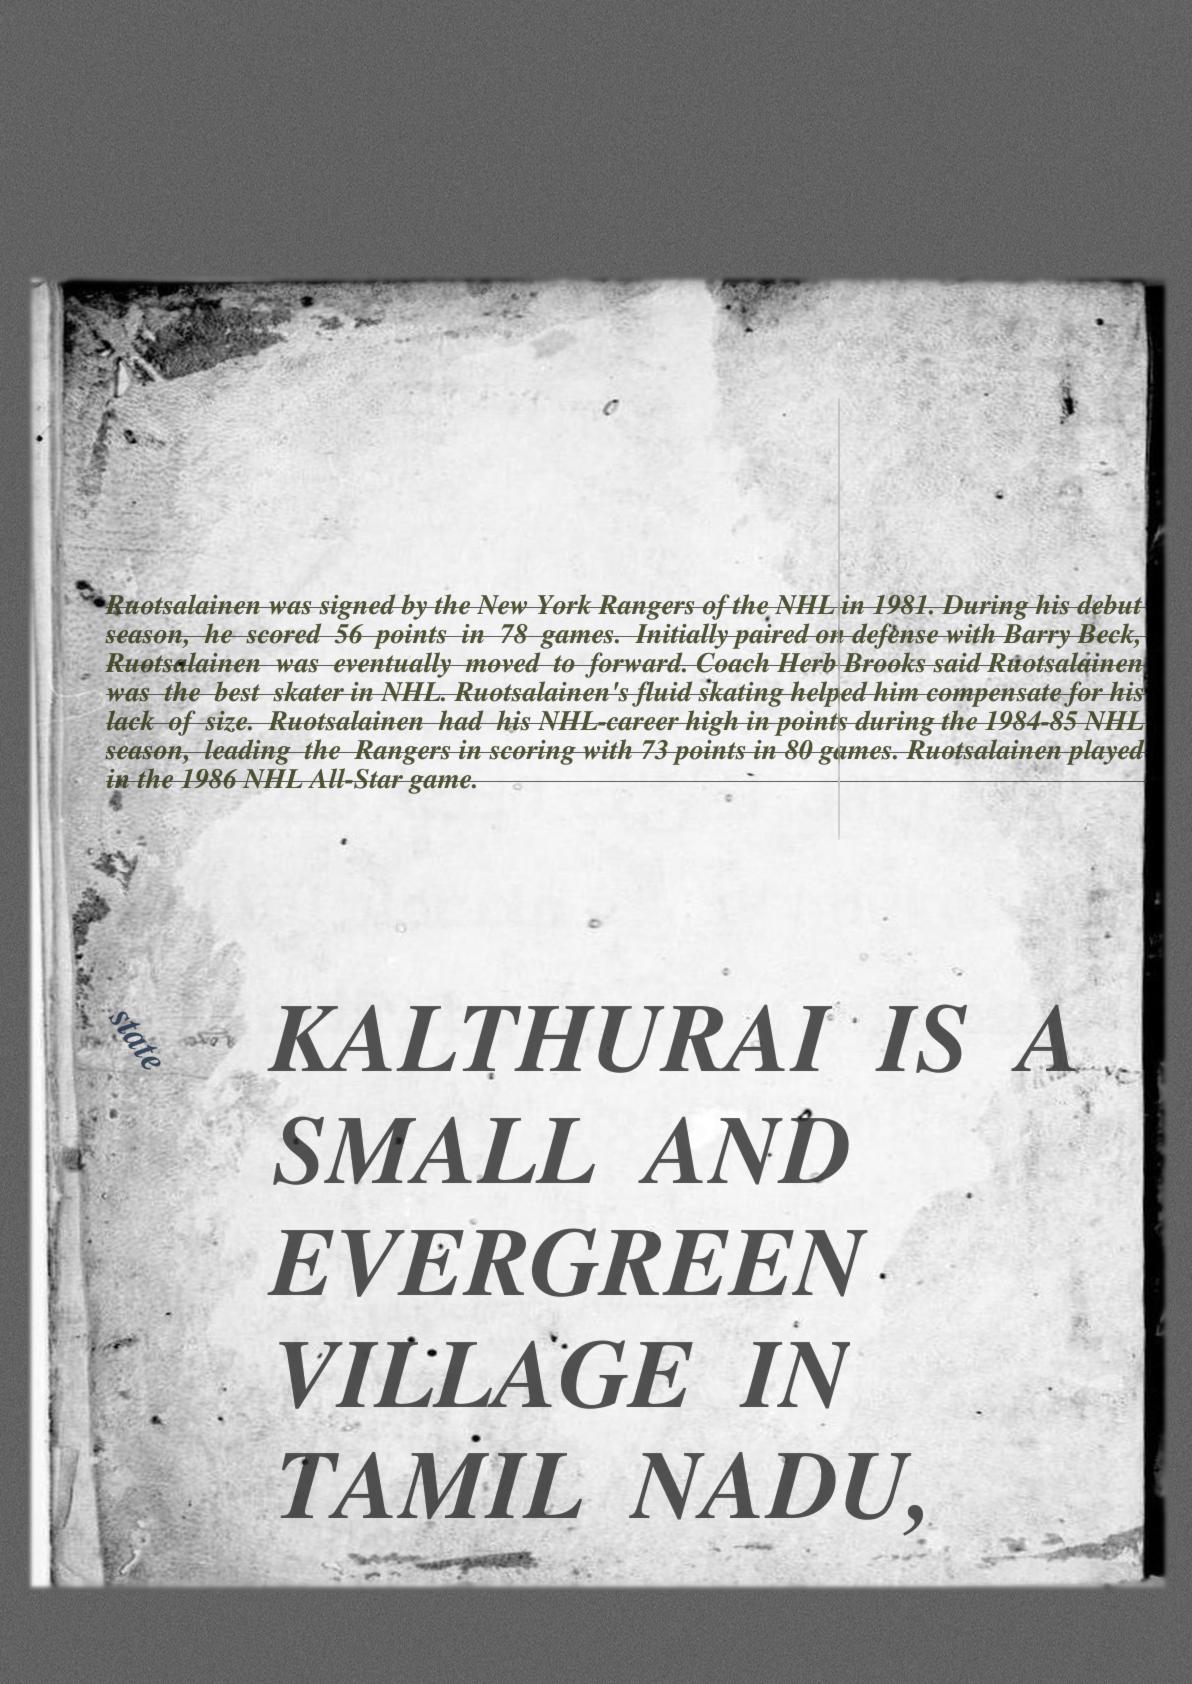 Ruotsalainen was signed by the New York Rangers of the NHL in 1981. During his debut
season, he scored 56 points in 78 games. Initially paired on defense with Barry Beck,
Ruotsalainen was eventually moved to forward. Coach Herb Brooks said Ruotsalainen
was the best skater in NHL. Ruotsalainen's fluid skating helped him compensate for his
lack of size. Ruotsalainen had his NHL-career high in points during the 1984-85 NHL
season, leading the Rangers in scoring with 73 points in 80 games. Ruotsalainen played
in the 1986 NHL All-Star game.
state
KALTHURAI IS A
SMALL AND
EVERGREEN
VILLAGE IN
TAMIL NADU,